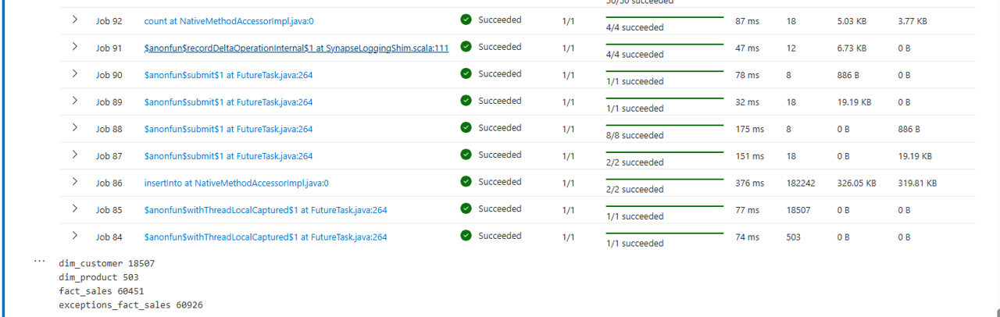 50/50 succeeded
Job 92 count at NativeMethodAccessorImpl.java:0 Succeeded 1/1 87 ms 18 5.03 KB 3.77 KB
4/4 succeeded
Job 91 $anonfun$recordDeltaOperationInternal$1 at SynapseLoggingShim.scala:111 Succeeded 1/1 47 ms 12 6.73 KB 0 B
4/4 succeeded
Job 90 $anonfun$submit$1 at FutureTask.java:264 Succeeded 1/1 78 ms 8 886 B 0 B
1/1 succeeded
Job 89 $anonfun$submit$1 at FutureTask.java:264 Succeeded 1/1 32 ms 18 19.19 KB 0 B
1/1 succeeded
Job 88 $anonfun$submit$1 at FutureTask.java:264 Succeeded 1/1 175 ms 8 0 B 886 B
8/8 succeeded
Job 87 $anonfun$submit$1 at FutureTask.java:264 Succeeded 1/1 151 ms 18 0 B 19.19 KB
2/2 succeeded
Job 86 insertInto at NativeMethodAccessorImpl.java:0 Succeeded 1/1 376 ms 182242 326.05 KB 319.81 KB
2/2 succeeded
Job 85 $anonfun$withThreadLocalCaptured$1 at FutureTask.java:264 Succeeded 1/1 77 ms 18507 0 B 0 B
1/1 succeeded
Job 84 $anonfun$withThreadLocalCaptured$1 at FutureTask.java:264 Succeeded 1/1 74 ms 503 0 B 0 B
1/1 succeeded
... dim_customer 18507
dim_product 503
fact_sales 60451
exceptions_fact_sales 60926